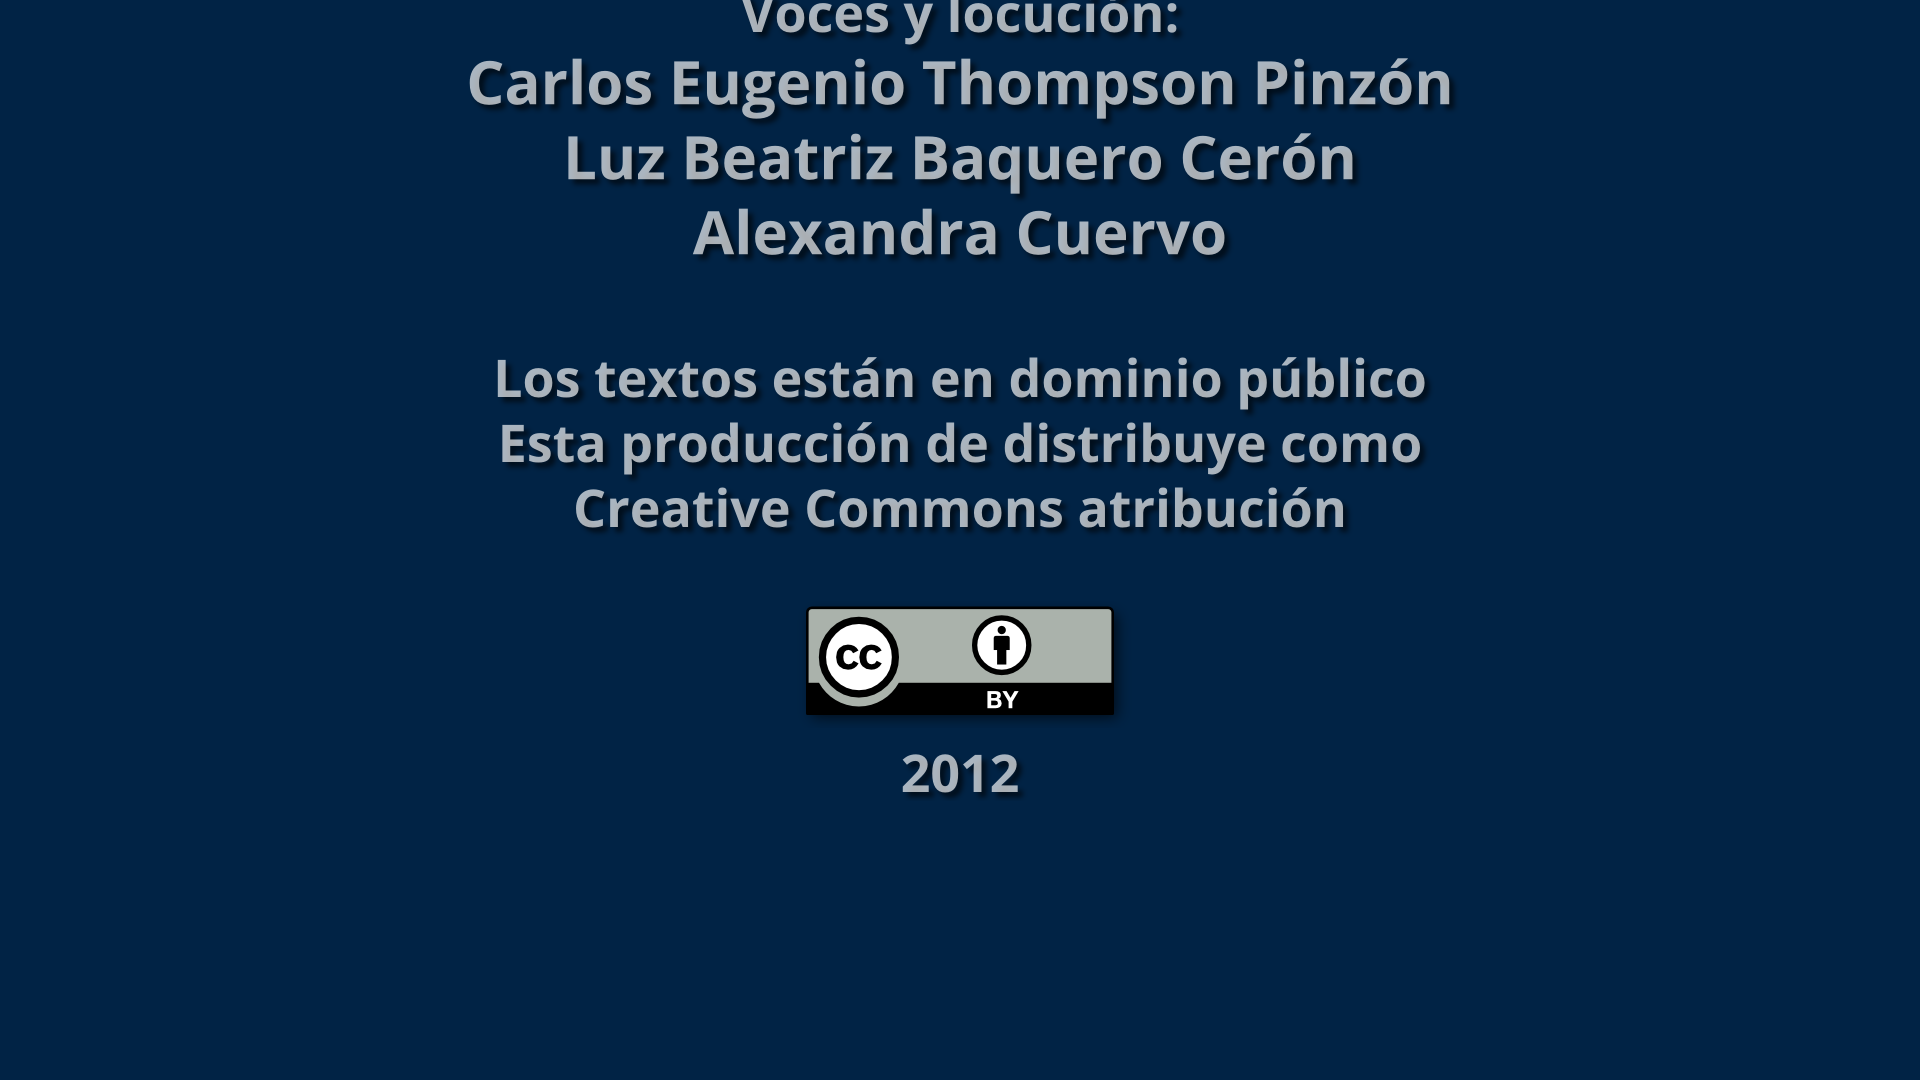 Voces y locución:
Carlos Eugenio Thompson Pinzón
Luz Beatriz Baquero Cerón
Alexandra Cuervo
Los textos están en dominio público
Esta producción de distribuye como
Creative Commons atribución
cc
BY
2012